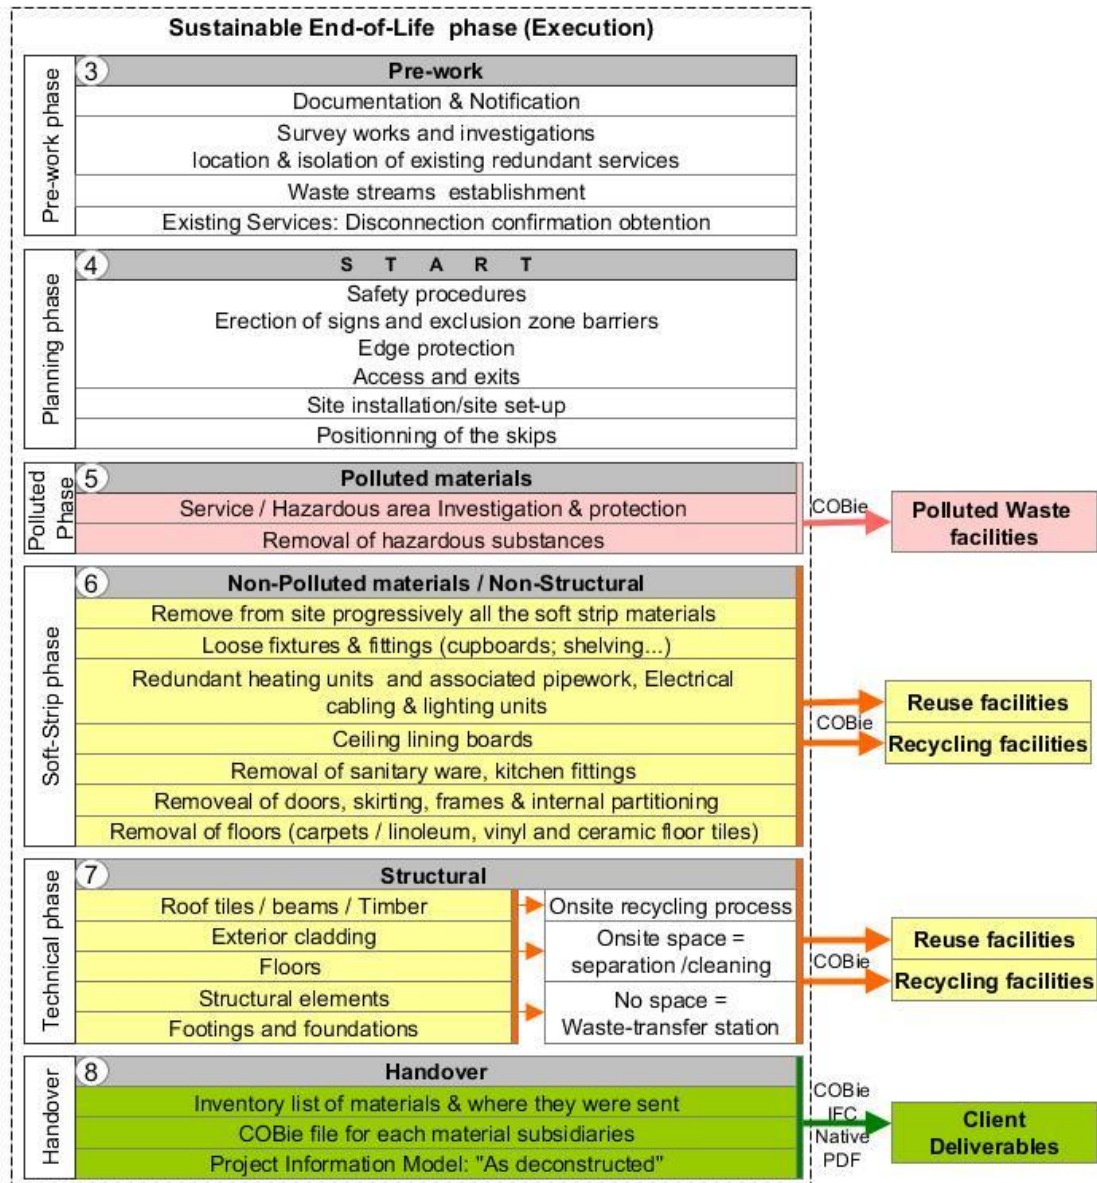 Sustainable End-of-Life phase (Execution)
Pre-work phase
3
Pre-work
Documentation & Notification
Survey works and investigations
location & isolation of existing redundant services
Waste streams establishment
Existing Services: Disconnection confirmation obtention
Planning phase
4
S T A R T
Safety procedures
Erection of signs and exclusion zone barriers
Edge protection
Access and exits
Site installation/site set-up
Positionning of the skips
Polluted
Phase
5
Polluted materials
Service / Hazardous area Investigation & protection
Removal of hazardous substances
COBie
Polluted Waste
facilities
Soft-Strip phase
6
Non-Polluted materials / Non-Structural
Remove from site progressively all the soft strip materials
Loose fixtures & fittings (cupboards; shelving...)
Redundant heating units and associated pipework, Electrical
cabling & lighting units
Ceiling lining boards
Removal of sanitary ware, kitchen fittings
Removeal of doors, skirting, frames & internal partitioning
Removal of floors (carpets / linoleum, vinyl and ceramic floor tiles)
COBie
Reuse facilities
Recycling facilities
Technical phase
7
Structural
Roof tiles / beams / Timber
Exterior cladding
Floors
Structural elements
Footings and foundations
Onsite recycling process
Onsite space =
separation /cleaning
No space =
Waste-transfer station
COBie
Reuse facilities
Recycling facilities
Handover
8
Handover
Inventory list of materials & where they were sent
COBie file for each material subsidiaries
Project Information Model: "As deconstructed"
COBie
IFC
Native
PDF
Client
Deliverables